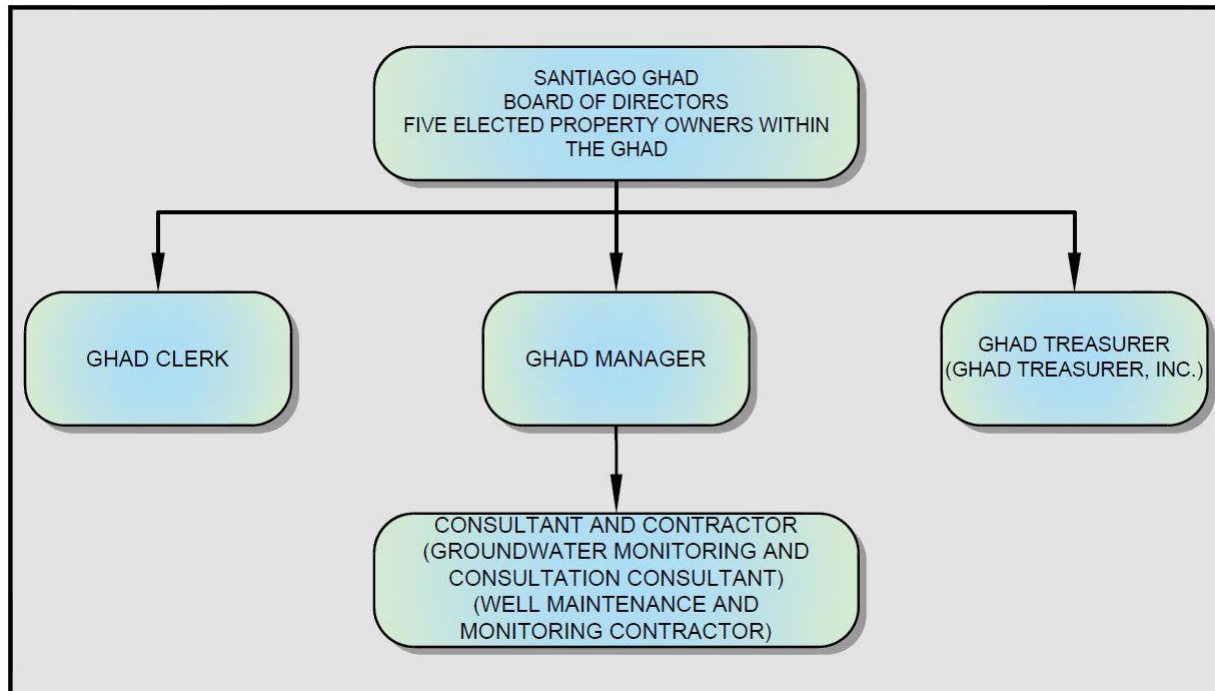 SANTIAGO GHAD
BOARD OF DIRECTORS
FIVE ELECTED PROPERTY OWNERS WITHIN
THE GHAD
GHAD CLERK
GHAD MANAGER
GHAD TREASURER
(GHAD TREASURER, INC.)
CONSULTANT AND CONTRACTOR
(GROUNDWATER MONITORING AND
CONSULTATION CONSULTANT)
(WELL MAINTENANCE AND
MONITORING CONTRACTOR)